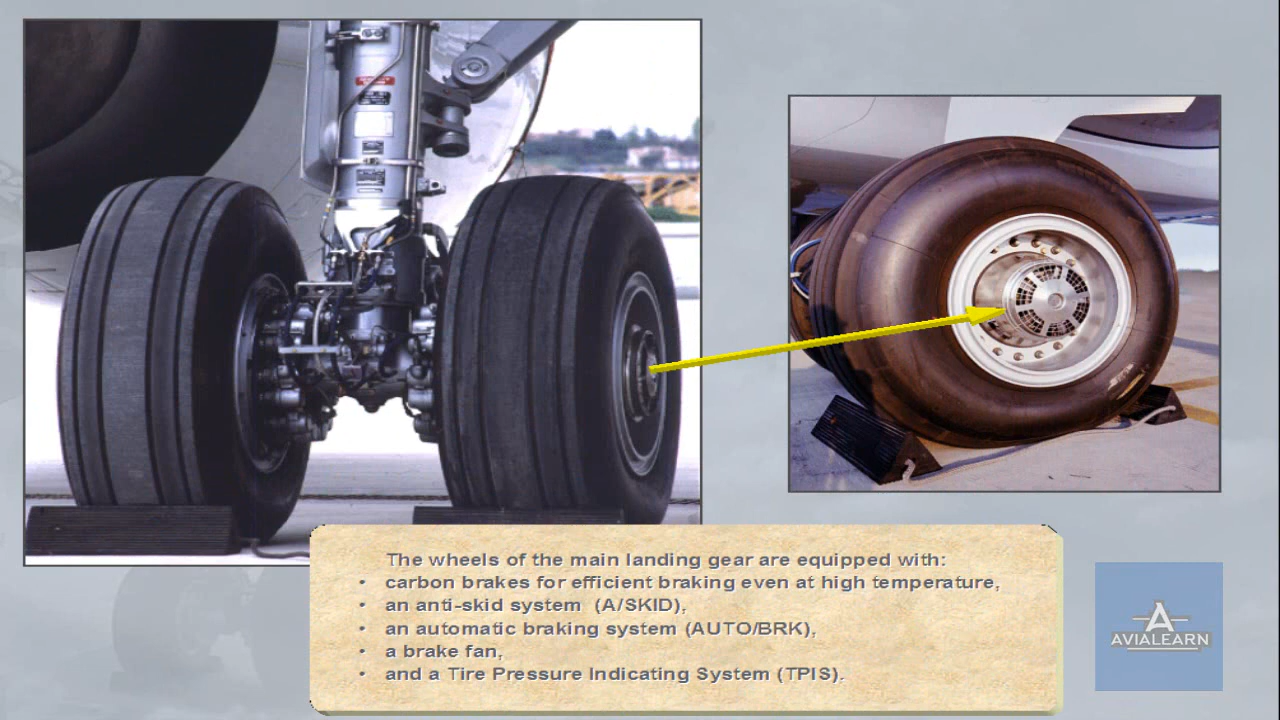 The wheels of the main landing gear are equipped with:
• carbon brakes for efficient braking even at high temperature,
• an anti-skid system (A/SKID),
• an automatic braking system (AUTO/BRK),
• a brake fan,
• and a Tire Pressure Indicating System (TPIS).
AVIALEARN